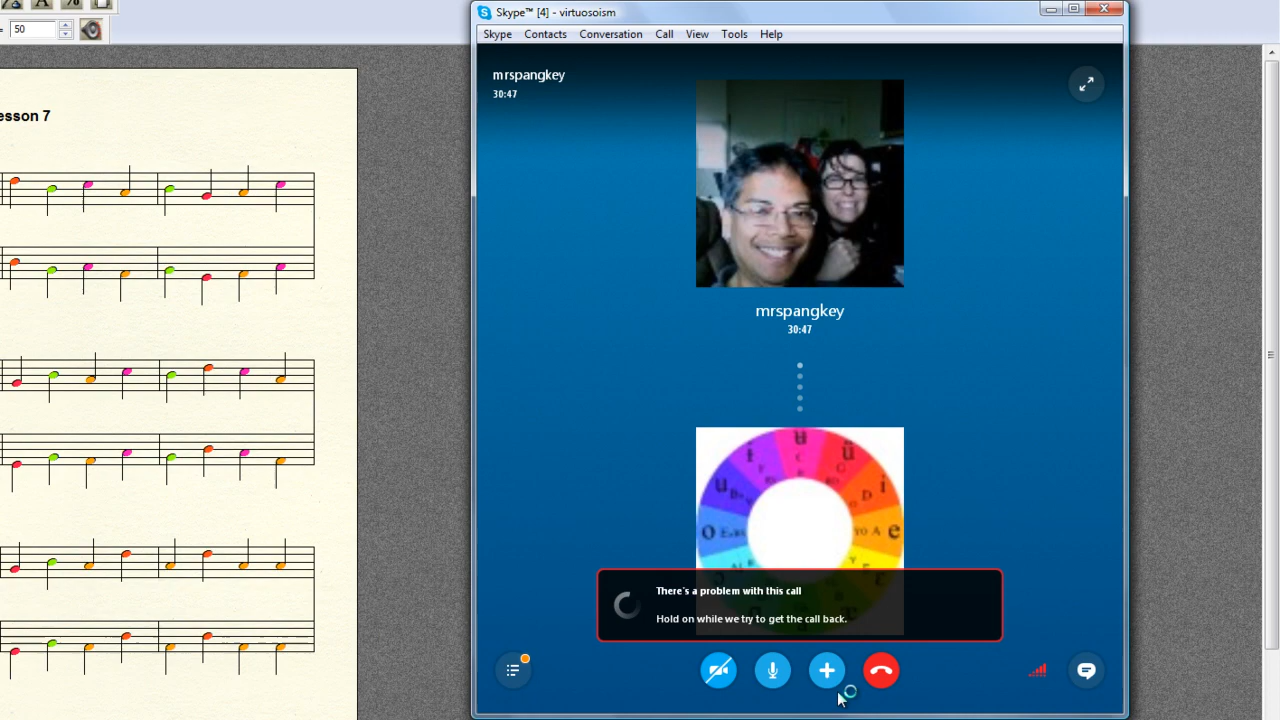 50
esson 7
Skype™ [4] - virtuosoism
Skype Contacts Conversation Call View Tools Help
mrspangkey
30:47
mrspangkey
30:47
u
C
ü
G
i
D
e
A
o
u
There's a problem with this call
Hold on while we try to get the call back.